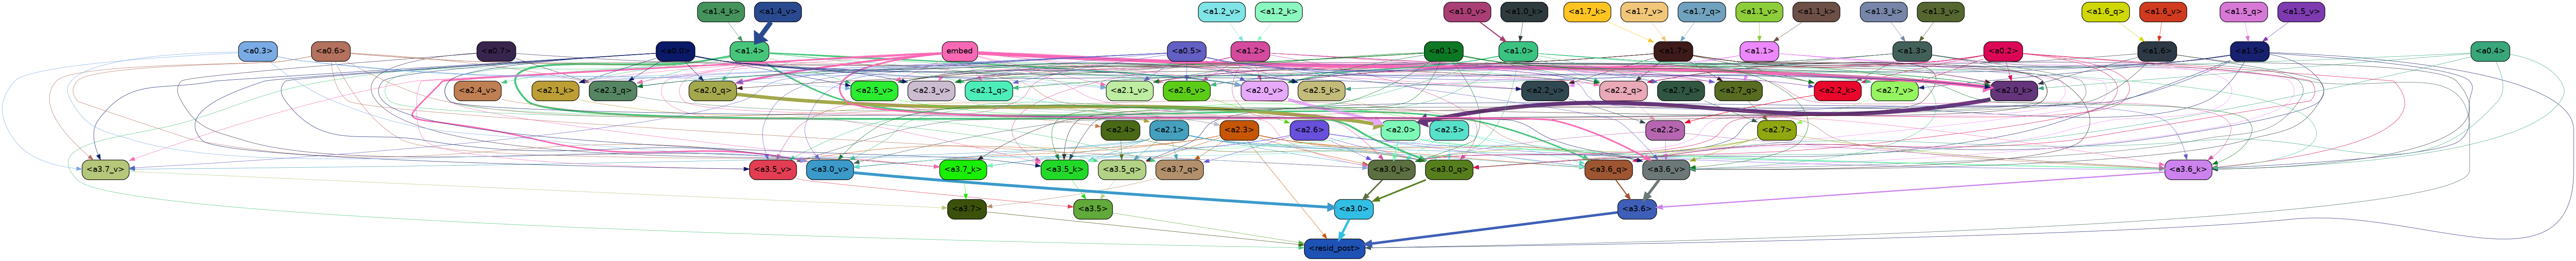 <a1.4_k> <a1.4_v> <a1.2_v> <a1.2_k> <a1.0_v> <a1.0_k> <a1.7_k> <a1.7_v> <a1.7_q> <a1.1_v> <a1.1_k> <a1.3_k> <a1.3_v> <a1.6_q> <a1.6_v> <a1.5_q> <a1.5_v>
<a0.3> <a0.6> <a0.7> <a0.0> <a1.4> embed <a0.5> <a1.2> <a0.1> <a1.0> <a1.7> <a1.1> <a1.3> <a0.2> <a1.6> <a1.5> <a0.4>
<a2.4_v> <a2.1_k> <a2.3_q> <a2.0_q> <a2.5_v> <a2.3_v> <a2.1_q> <a2.1_v> <a2.6_v> <a2.0_v> <a2.5_k> <a2.2_v> <a2.2_q> <a2.7_k> <a2.7_q> <a2.2_k> <a2.7_v> <a2.0_k>
<a2.4> <a2.1> <a2.3> <a2.6> <a2.0> <a2.5> <a2.2> <a2.7>
<a3.7_v> <a3.5_v> <a3.0_v> <a3.7_k> <a3.5_k> <a3.5_q> <a3.7_q> <a3.0_k> <a3.0_q> <a3.6_q> <a3.6_v> <a3.6_k>
<a3.7> <a3.5> <a3.0> <a3.6>
<resid_post>